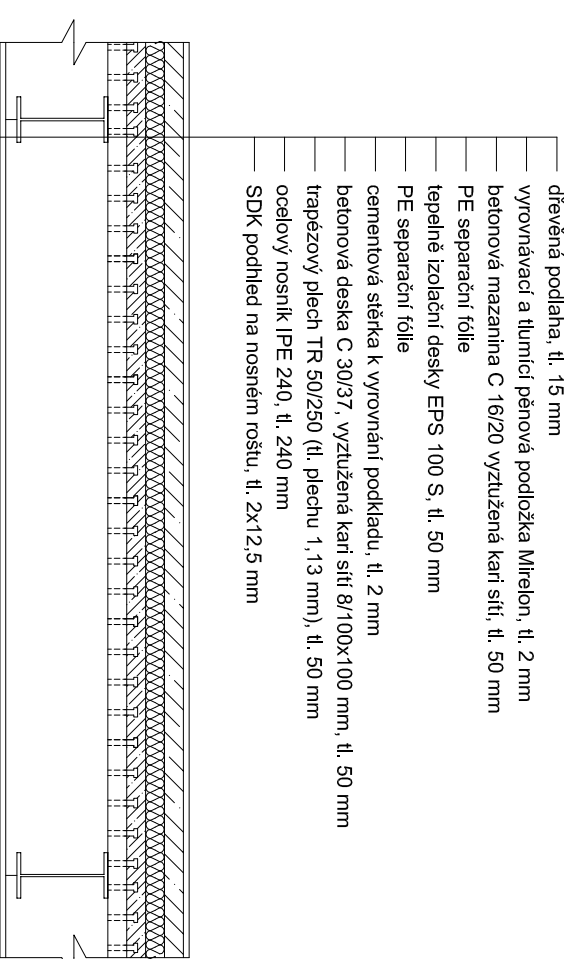 dřevěná podlaha, tl. 15 mm
vyrovnávací a tlumící pěnová podložka Mirelon, tl. 2 mm
betonová mazanina C 16/20 vyztužená kari sítí, tl. 50 mm
PE separační fólie
tepelně izolační desky EPS 100 S, tl. 50 mm
PE separační fólie
cementová stěrka k vyrovnání podkladu, tl. 2 mm
betonová deska C 30/37, vyztužená kari sítí 8/100x100 mm, tl. 50 mm
trapézový plech TR 50/250 (tl. plechu 1,13 mm), tl. 50 mm
ocelový nosník IPE 240, tl. 240 mm
SDK podhled na nosném roštu, tl. 2x12,5 mm